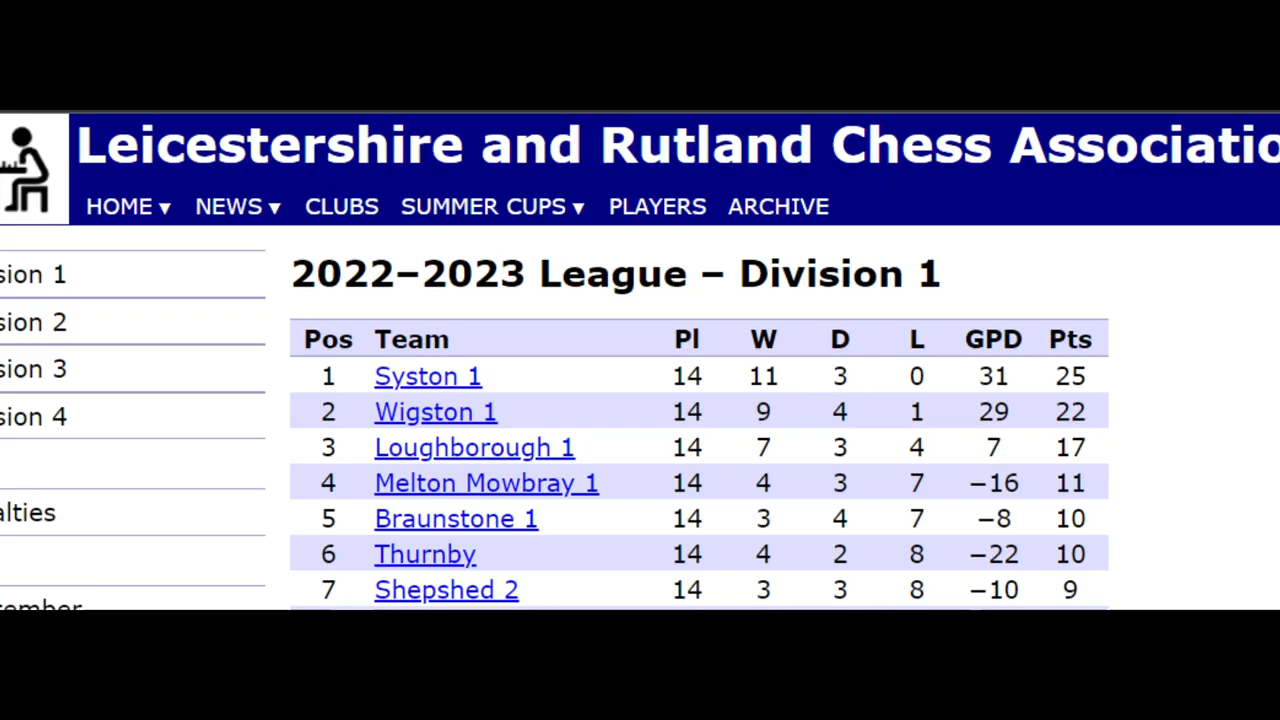 Leicestershire and Rutland Chess Associatio
HOME ▼ NEWS ▼ CLUBS SUMMER CUPS ▼ PLAYERS ARCHIVE
sion 1
sion 2
sion 3
sion 4
alties
2022–2023 League – Division 1
Pos Team Pl W D L GPD Pts
1 Syston 1 14 11 3 0 31 25
2 Wigston 1 14 9 4 1 29 22
3 Loughborough 1 14 7 3 4 7 17
4 Melton Mowbray 1 14 4 3 7 −16 11
5 Braunstone 1 14 3 4 7 −8 10
6 Thurnby 14 4 2 8 −22 10
7 Shepshed 2 14 3 3 8 −10 9